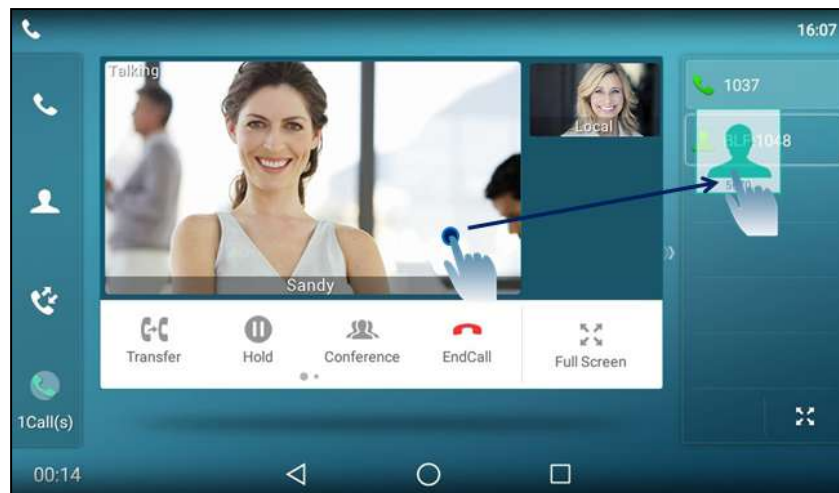 16:07
Talking
Local
Sandy
1037
BLF 1048
Transfer
Hold
Conference
EndCall
Full Screen
1Call(s)
00:14